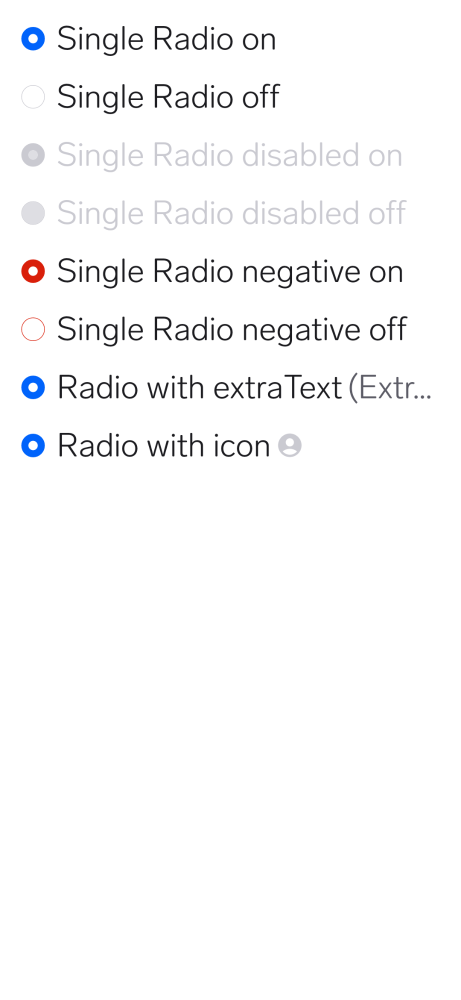 Single Radio on
Single Radio off
Single Radio disabled on
Single Radio disabled off
Single Radio negative on
Single Radio negative off
Radio with extraText (Extr...
Radio with icon